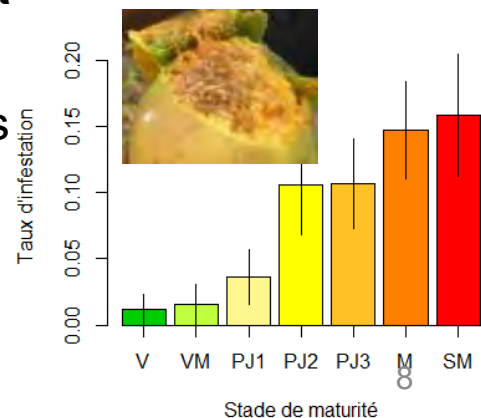 s
Taux d'infestation
0.20
0.15
0.10
0.05
0.00
V VM PJ1 PJ2 PJ3 M SM
8
Stade de maturité